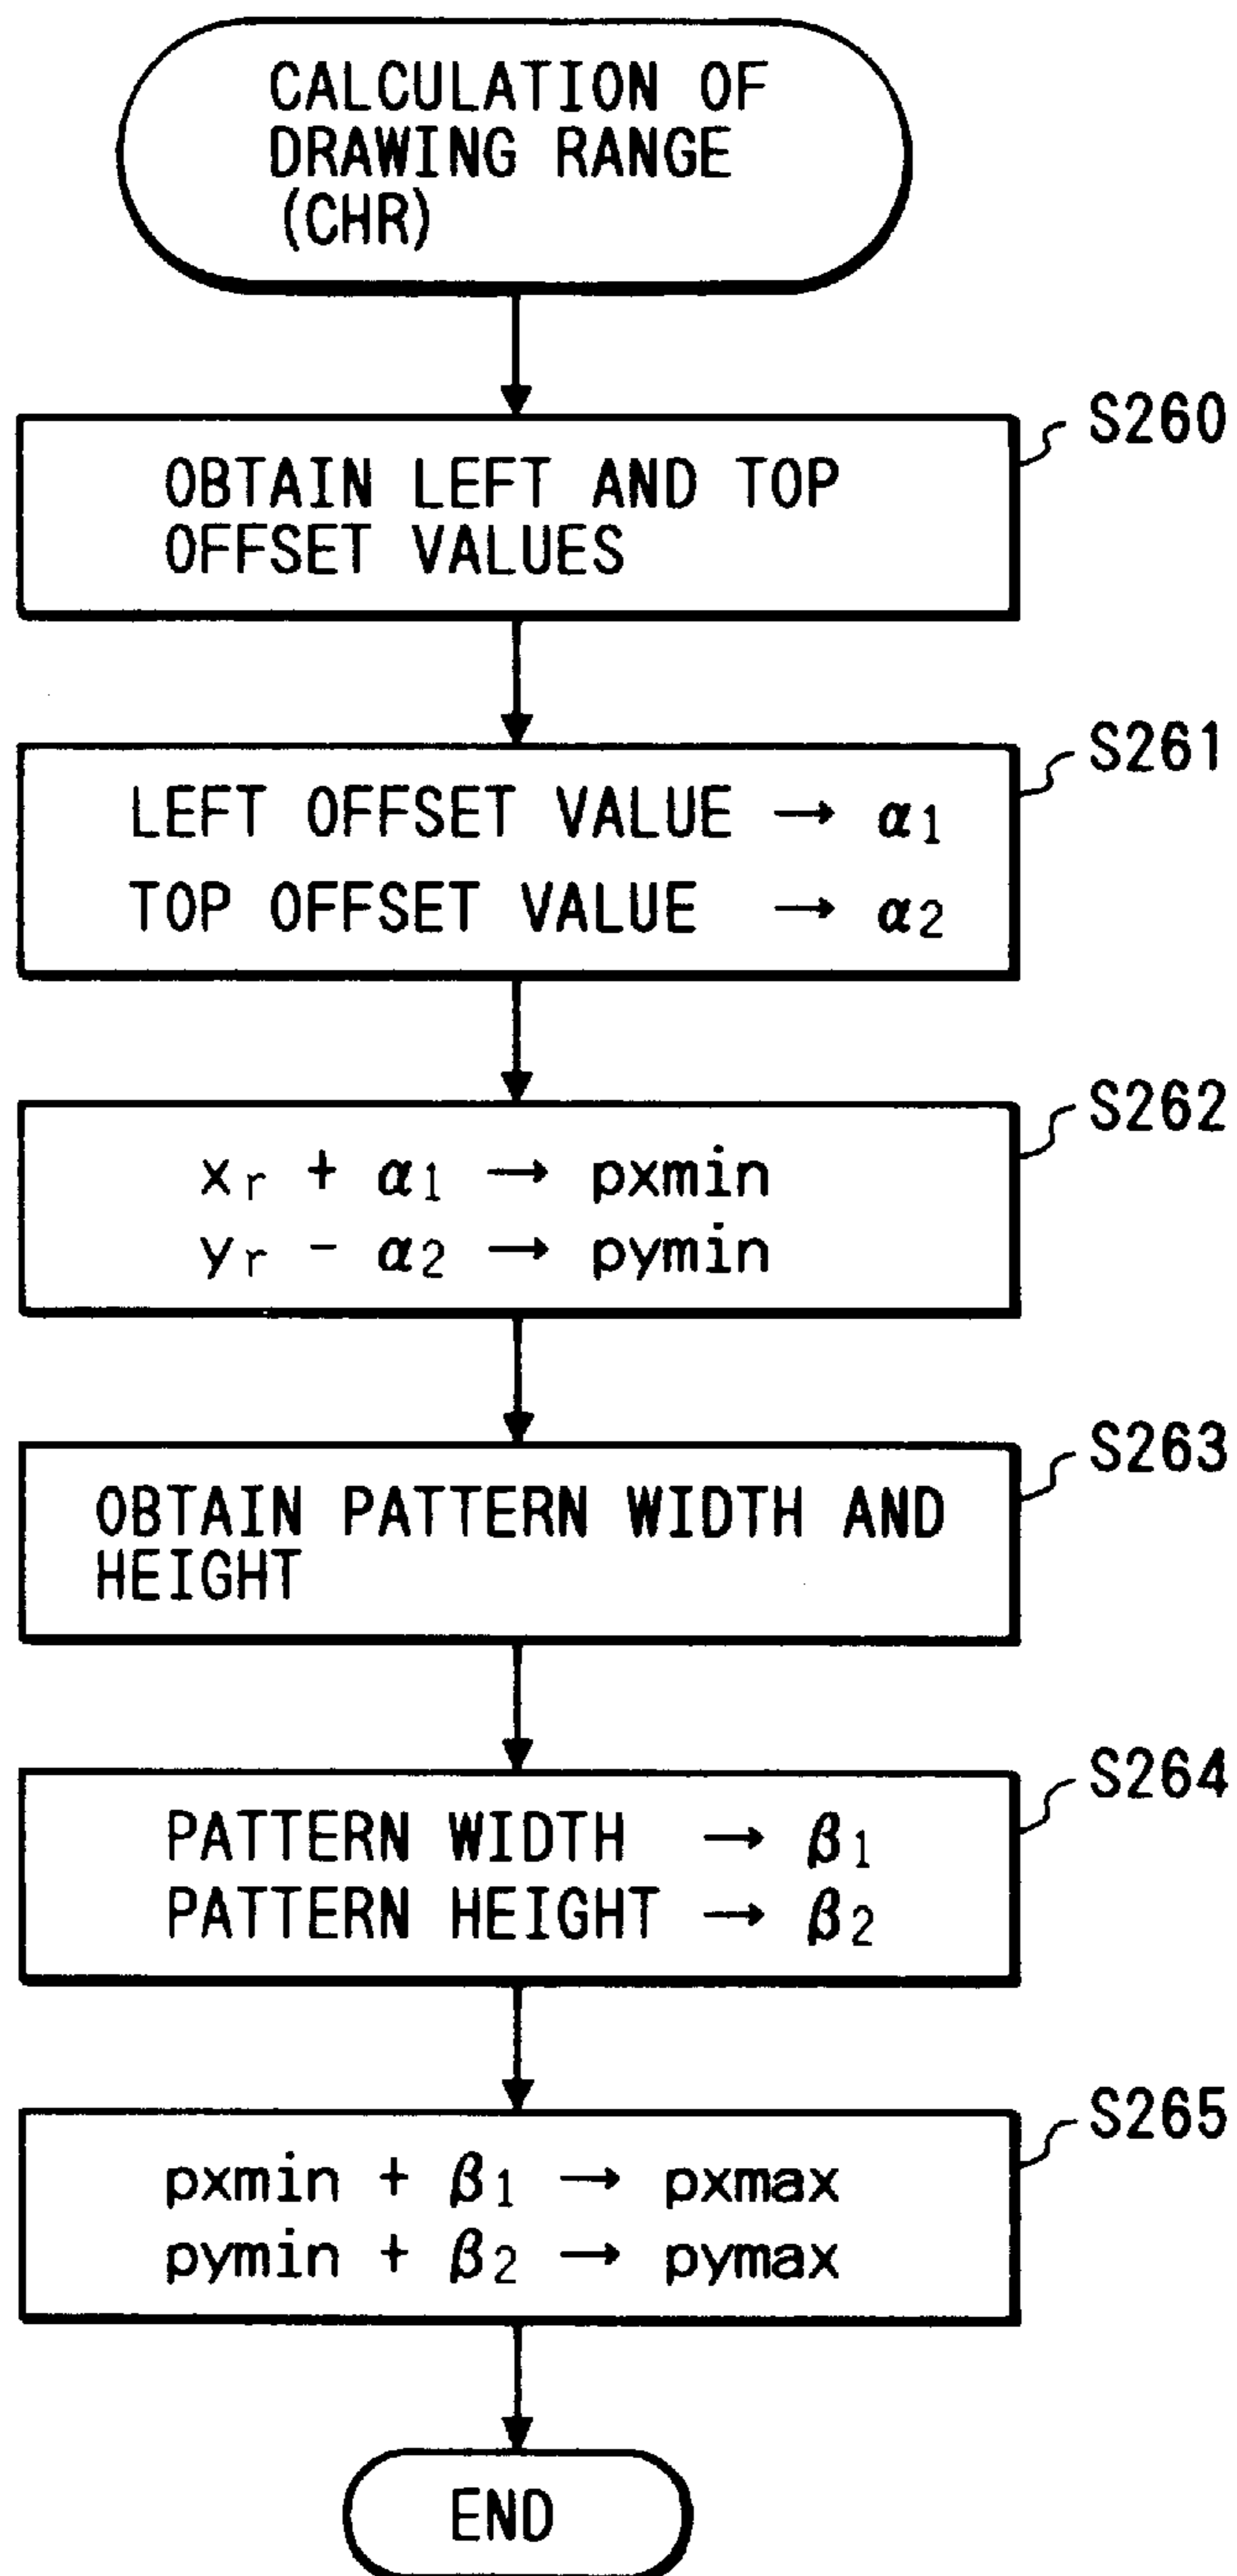 CALCULATION OF
DRAWING RANGE
(CHR)
S260
OBTAIN LEFT AND TOP
OFFSET VALUES
S261
LEFT OFFSET VALUE → α1
TOP OFFSET VALUE → α2
S262
xr + α1 → pxmin
yr - α2 → pymin
S263
OBTAIN PATTERN WIDTH AND
HEIGHT
S264
PATTERN WIDTH → β1
PATTERN HEIGHT → β2
S265
pxmin + β1 → pxmax
pymin + β2 → pymax
END